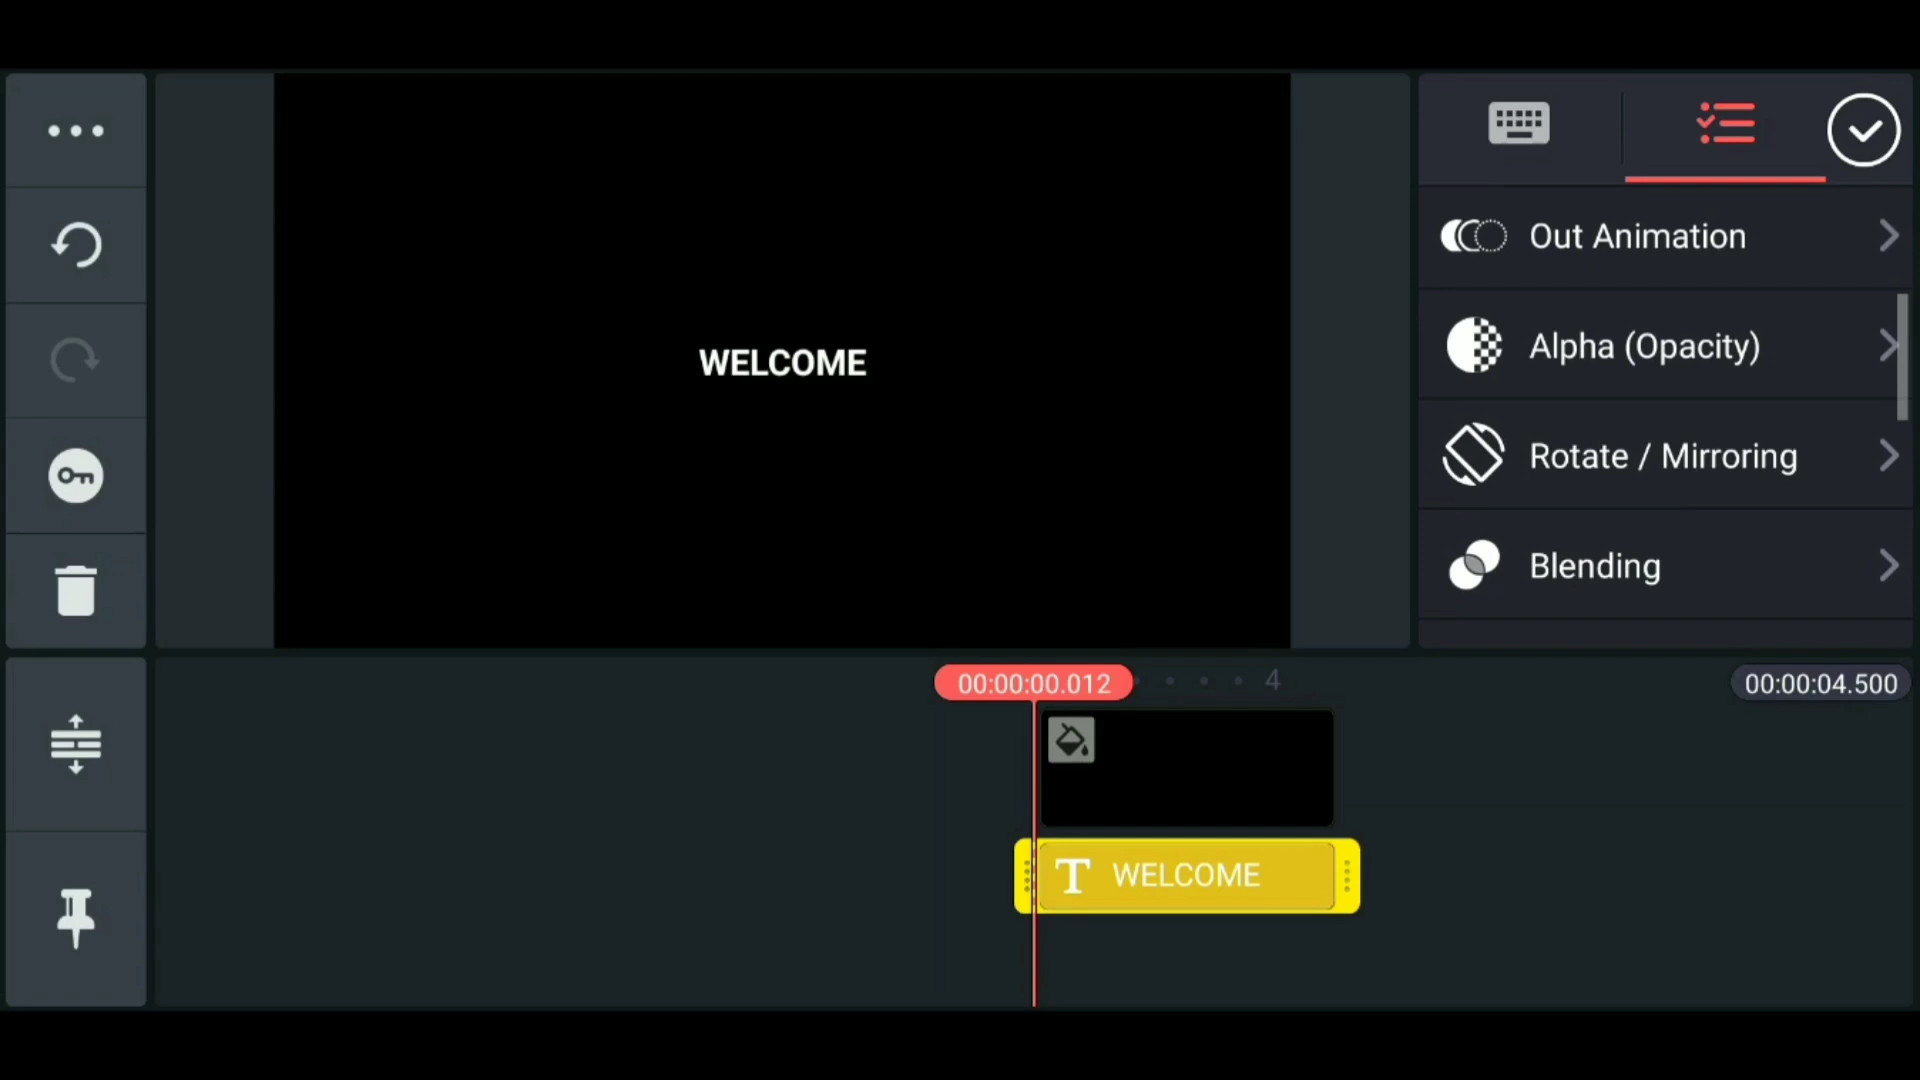 WELCOME
Out Animation
Alpha (Opacity)
Rotate / Mirroring
Blending
00:00:00.012
4
00:00:04.500
T WELCOME